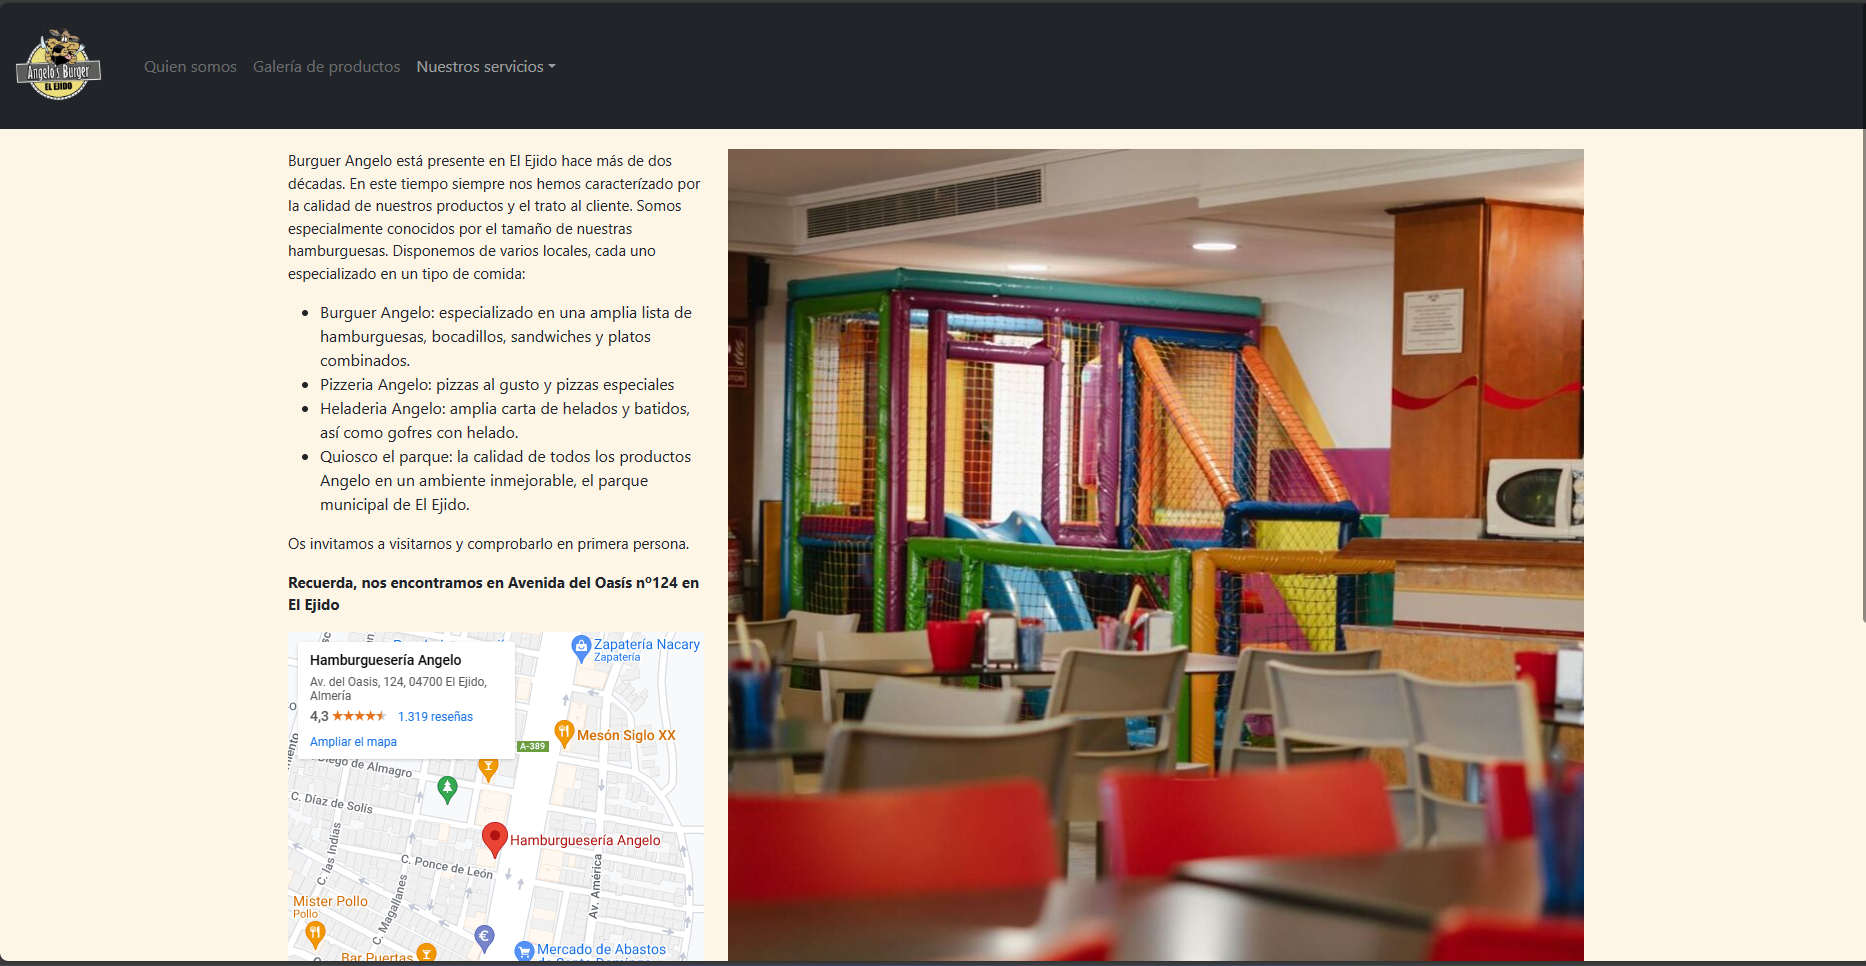 Angelo's Burger
EL EJIDO
Quien somos
Galería de productos
Nuestros servicios
Burguer Angelo está presente en El Ejido hace más de dos
décadas. En este tiempo siempre nos hemos caracterízado por
la calidad de nuestros productos y el trato al cliente. Somos
especialmente conocidos por el tamaño de nuestras
hamburguesas. Disponemos de varios locales, cada uno
especializado en un tipo de comida:
Burguer Angelo: especializado en una amplia lista de
hamburguesas, bocadillos, sandwiches y platos
combinados.
Pizzeria Angelo: pizzas al gusto y pizzas especiales
Heladeria Angelo: amplia carta de helados y batidos,
así como gofres con helado.
Quiosco el parque: la calidad de todos los productos
Angelo en un ambiente inmejorable, el parque
municipal de El Ejido.
Os invitamos a visitarnos y comprobarlo en primera persona.
Recuerda, nos encontramos en Avenida del Oasís nº124 en
El Ejido
Hamburguesería Angelo
Av. del Oasis, 124, 04700 El Ejido,
Almería
4,3 1.319 reseñas
Ampliar el mapa
Zapatería Nacary
Zapatería
Mesón Siglo XX
A-389
Diego de Almagro
C. Díaz de Solís
Hamburguesería Angelo
C. las Indias
C. Ponce de León
C. Magallanes
Av. América
Mister Pollo
Pollo
Bar Puertas
Mercado de Abastos